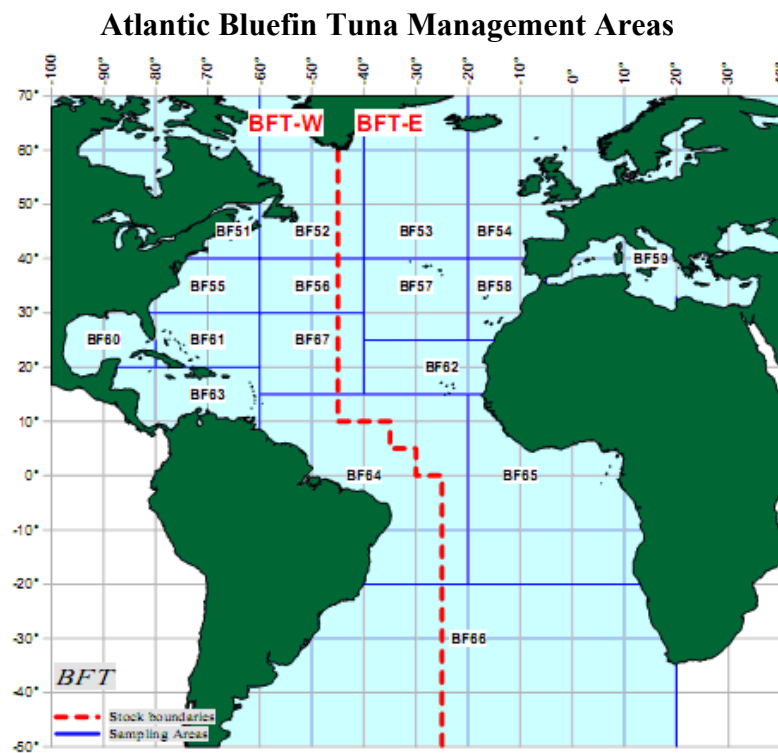 Atlantic Bluefin Tuna Management Areas
-100 -90° -80° -70° -60° -50° -40° -30° -20° -10° 0° 10° 20° 30°
70°
BFT-W BFT-E
60°
50°
BF51 BF52 BF53 BF54
40° BF59
BF55 BF56 BF57 BF58
30°
BF60 BF61 BF67
20° BF62
BF63
10°
0° BF64 BF65
-10°
-20°
-30° BF66
BFT
-40°
Stock boundaries
Sampling Areas
-50°